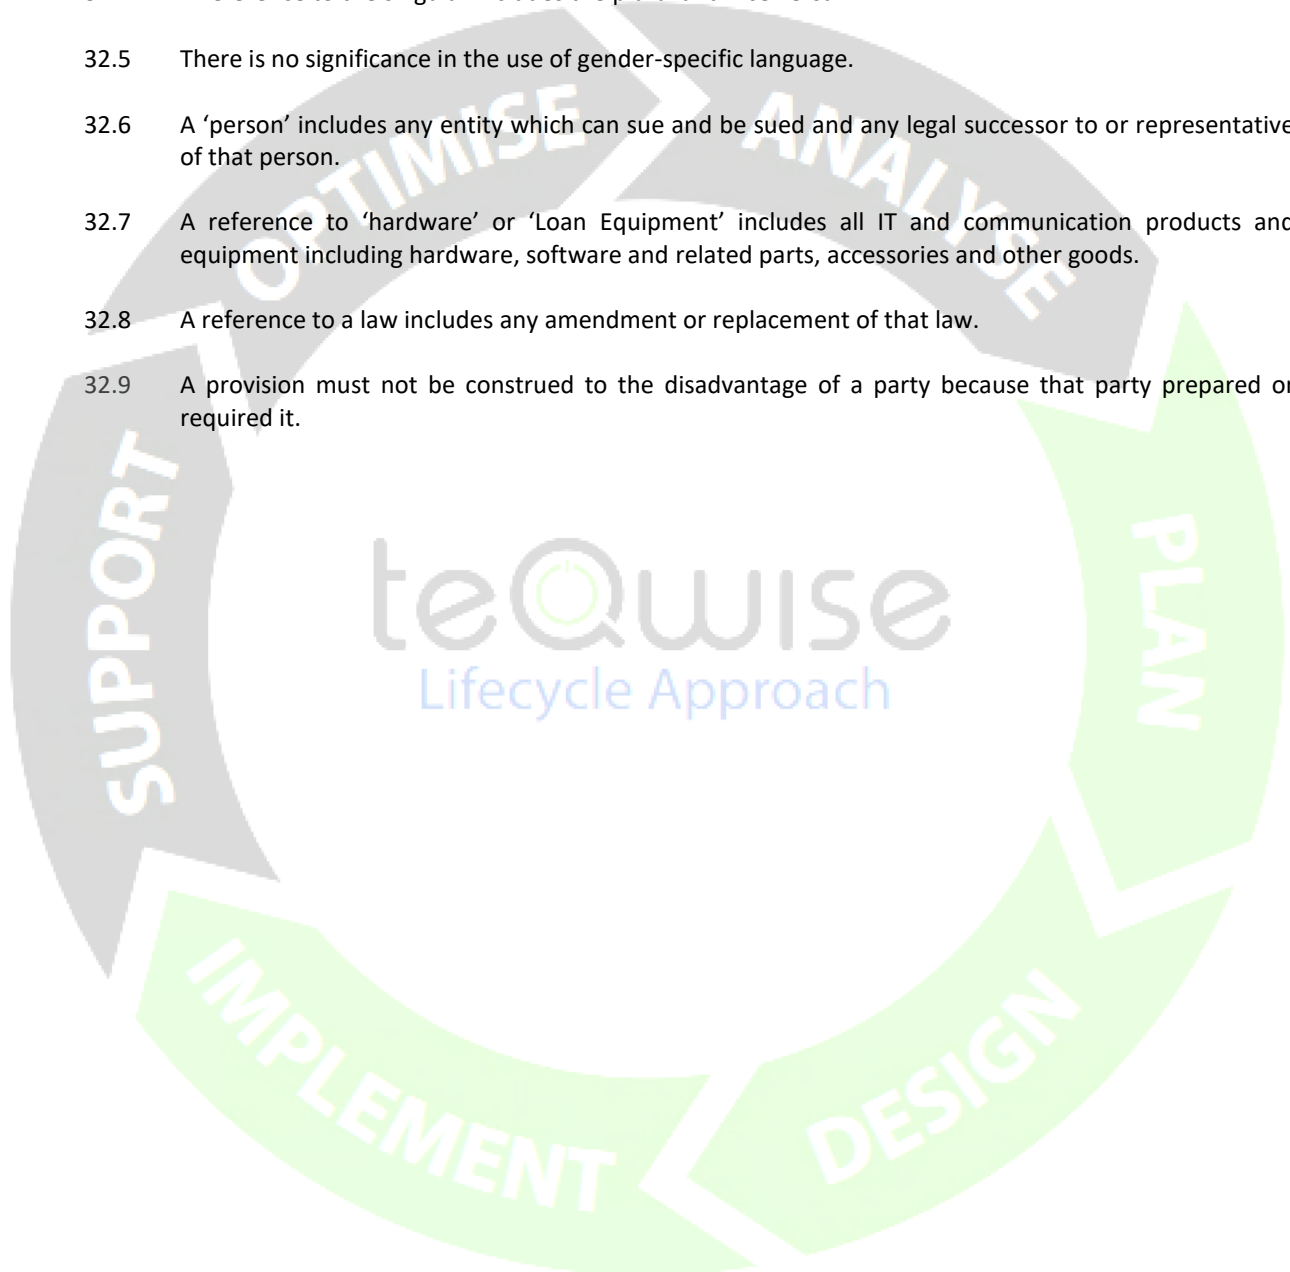 32.5 There is no significance in the use of gender-specific language.
32.6 A ‘person’ includes any entity which can sue and be sued and any legal successor to or representative
of that person.
32.7 A reference to ‘hardware’ or ‘Loan Equipment’ includes all IT and communication products and
equipment including hardware, software and related parts, accessories and other goods.
32.8 A reference to a law includes any amendment or replacement of that law.
32.9 A provision must not be construed to the disadvantage of a party because that party prepared or
required it.
OPTIMISE
ANALYSE
PLAN
DESIGN
IMPLEMENT
SUPPORT
teQwise
Lifecycle Approach